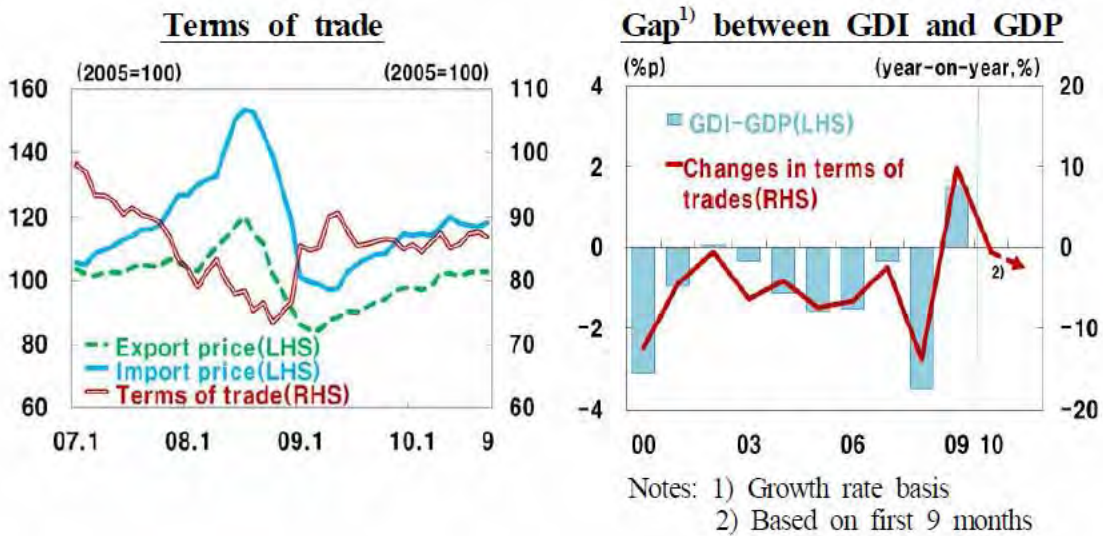 Terms of trade
(2005=100) (2005=100)
160 110
140 100
120 90
100 80
80 70
60 60
Export price(LHS)
Import price(LHS)
Terms of trade(RHS)
07.1 08.1 09.1 10.1 9
Gap1) between GDI and GDP
(%p) (year-on-year,%)
4 20
2 10
0 0
-2 -10
-4 -20
GDI-GDP(LHS)
Changes in terms of
trades(RHS)
2)
00 03 06 09 10
Notes: 1) Growth rate basis
2) Based on first 9 months